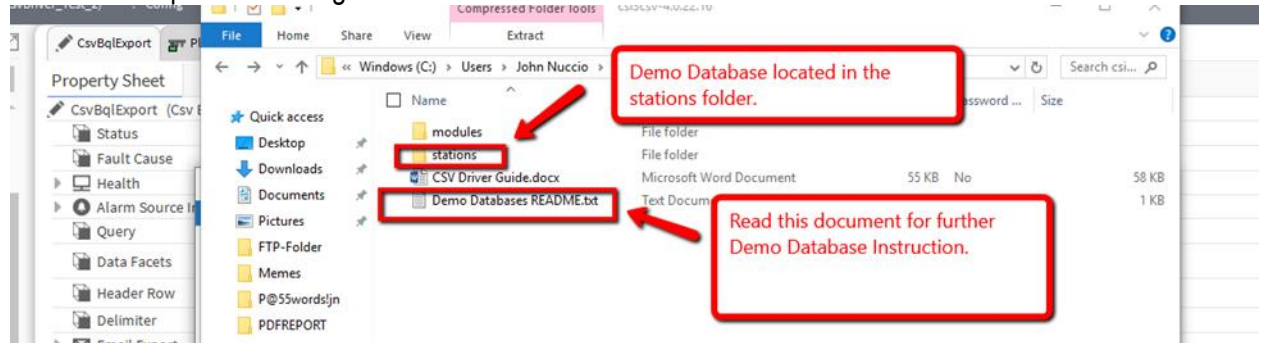 Compressed Folder Tools
File Home Share View Extract
CsvBqlExport
Property Sheet
CsvBqlExport (Csv
Status
Fault Cause
Health
Alarm Source
Query
Data Facets
Header Row
Delimiter
Windows (C:) > Users > John Nuccio >
Search csi...
Quick access
Desktop
Downloads
Documents
Pictures
FTP-Folder
Memes
P@55words!jn
PDFREPORT
Name Size
modules File folder
stations File folder
CSV Driver Guide.docx Microsoft Word Document 55 KB No 58 KB
Demo Databases README.txt 1 KB
Demo Database located in the
stations folder.
Read this document for further
Demo Database Instruction.